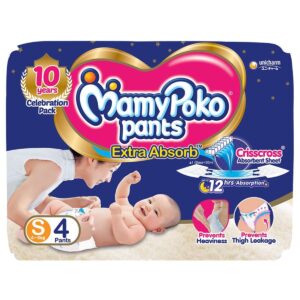 unicharm
10
years
Celebration
Pack
MamyPoko
pants
Extra Absorb
Crisscross
Absorbent Sheet
12 hrs Absorption
S 4
Pants
Prevents
Heaviness
Prevents
Thigh Leakage